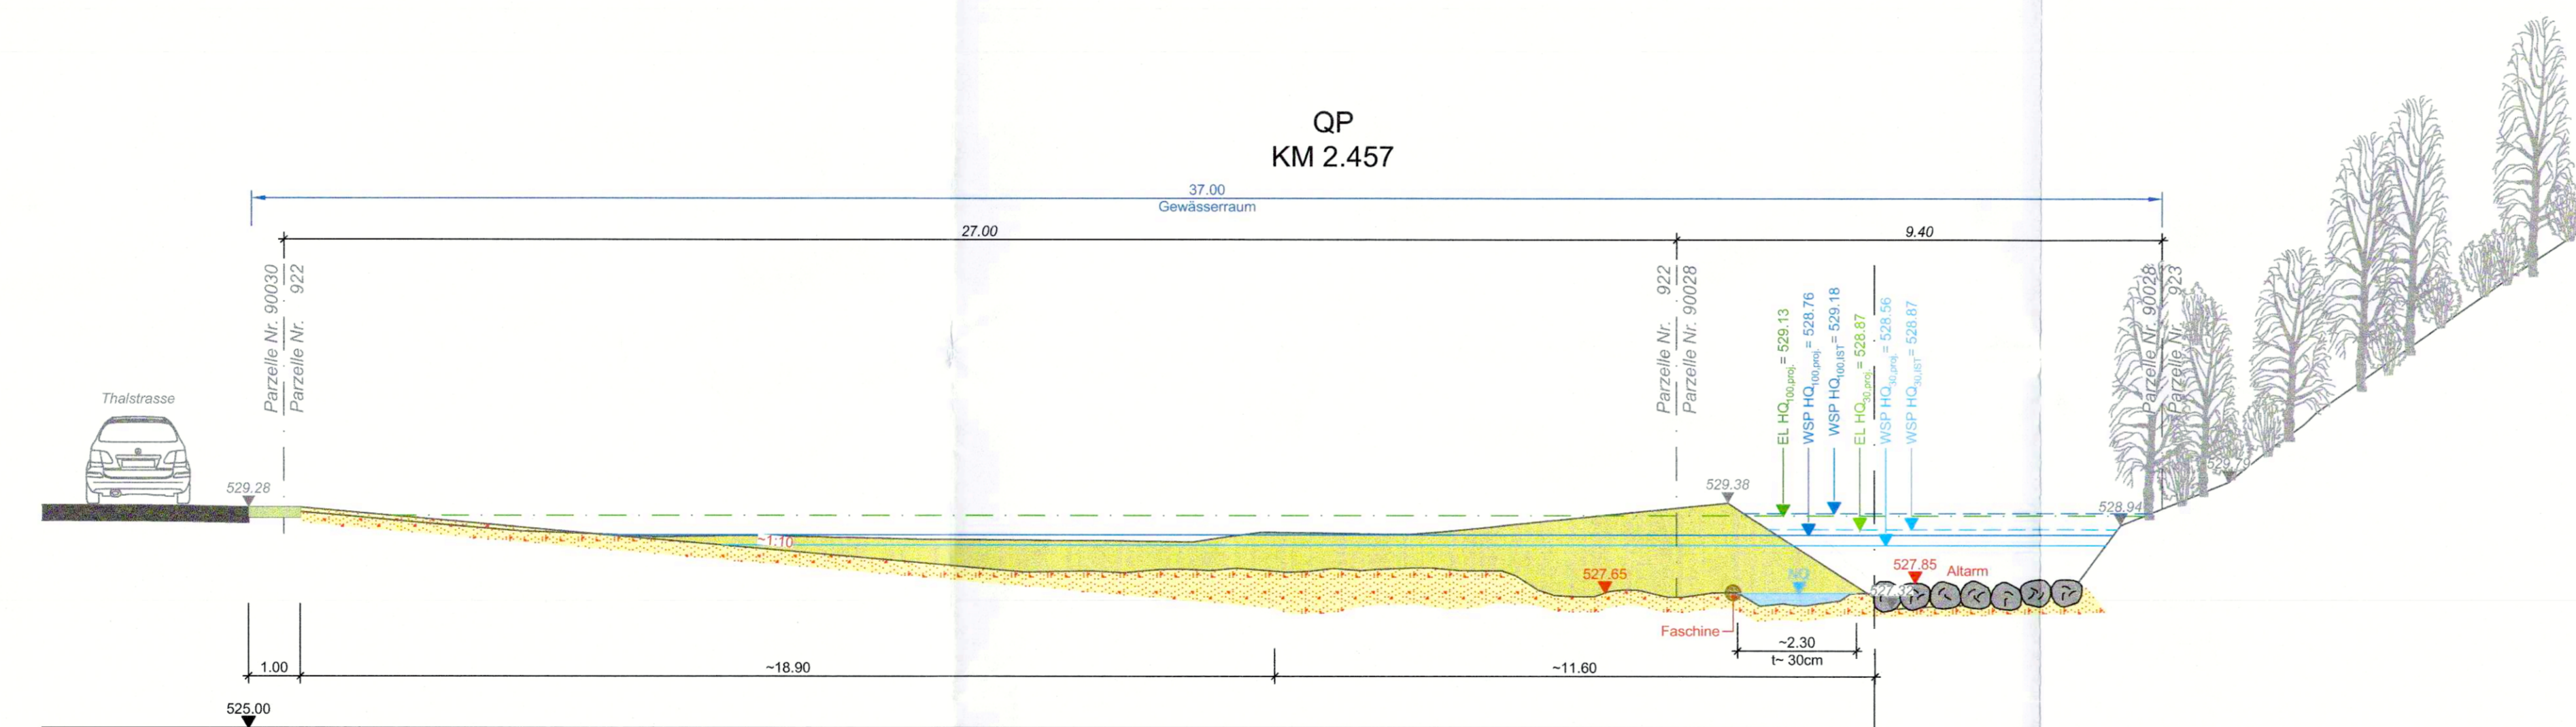 QP
KM 2.457
37.00
Gewässerraum
27.00
9.40
Parzelle Nr. 90030
Parzelle Nr. 922
Parzelle Nr. 922
Parzelle Nr. 90028
EL HQ100,proj. = 529.13
WSP HQ100,proj. = 528.76
WSP HQ100,IST = 529.18
EL HQ30,proj. = 528.87
WSP HQ30,proj. = 528.56
WSP HQ30,IST = 528.87
Parzelle Nr. 90028
Parzelle Nr. 923
Thalstrasse
529.28
529.38
528.94
529.79
~1:10
527.65
NQ
527.32
527.85
Altarm
Faschine
~2.30
t~ 30cm
1.00
~18.90
~11.60
525.00